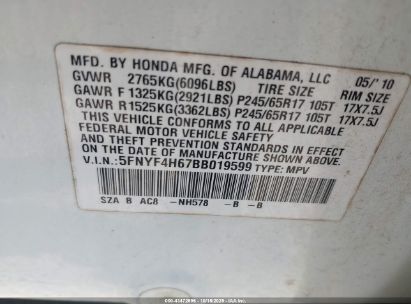 MFD. BY HONDA MFG. OF ALABAMA, LLC 05/'10
GVWR 2765KG(6096LBS) TIRE SIZE RIM SIZE
GAWR F 1325KG(2921LBS) P245/65R17 105T 17X7.5J
GAWR R1525KG(3362LBS) P245/65R17 105T 17X7.5J
THIS VEHICLE CONFORMS TO ALL APPLICABLE
FEDERAL MOTOR VEHICLE SAFETY
AND THEFT PREVENTION STANDARDS IN EFFECT
ON THE DATE OF MANUFACTURE SHOWN ABOVE.
V.I.N.:5FNYF4H67BB019599 TYPE: MPV
SZA B AC8 -NH578 -B -B